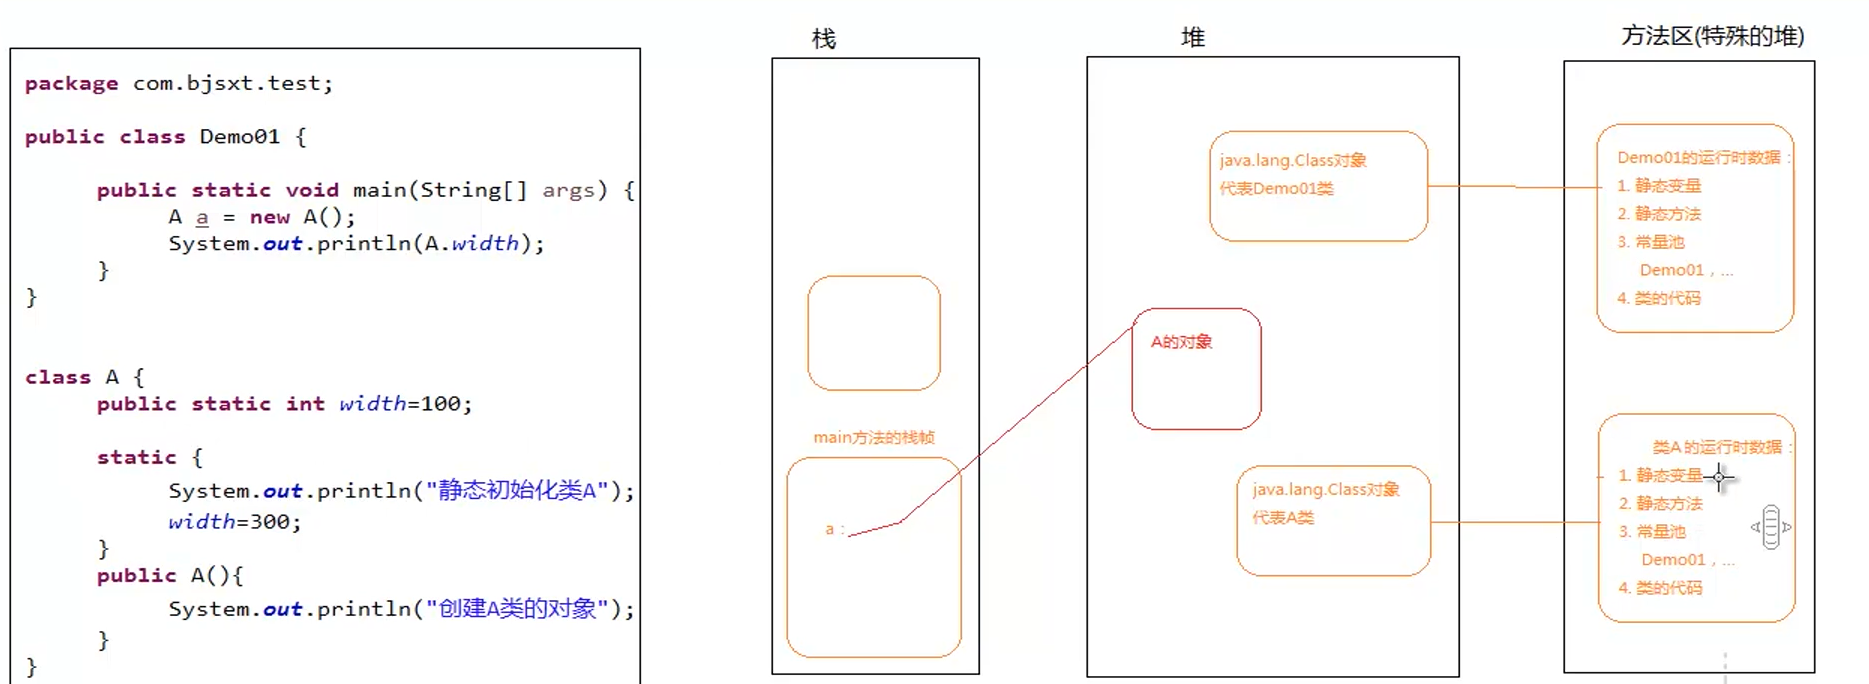 package com.bjsxt.test;
public class Demo01 {
public static void main(String[] args) {
A a = new A();
System.out.println(A.width);
}
}
class A {
public static int width=100;
static {
System.out.println("静态初始化类A");
width=300;
}
public A(){
System.out.println("创建A类的对象");
}
}
栈
main方法的栈帧
a：
堆
java.lang.Class对象
代表Demo01类
A的对象
java.lang.Class对象
代表A类
方法区(特殊的堆)
Demo01的运行时数据：
1. 静态变量
2. 静态方法
3. 常量池
Demo01，...
4. 类的代码
类A的运行时数据：
1. 静态变量
2. 静态方法
3. 常量池
Demo01，...
4. 类的代码